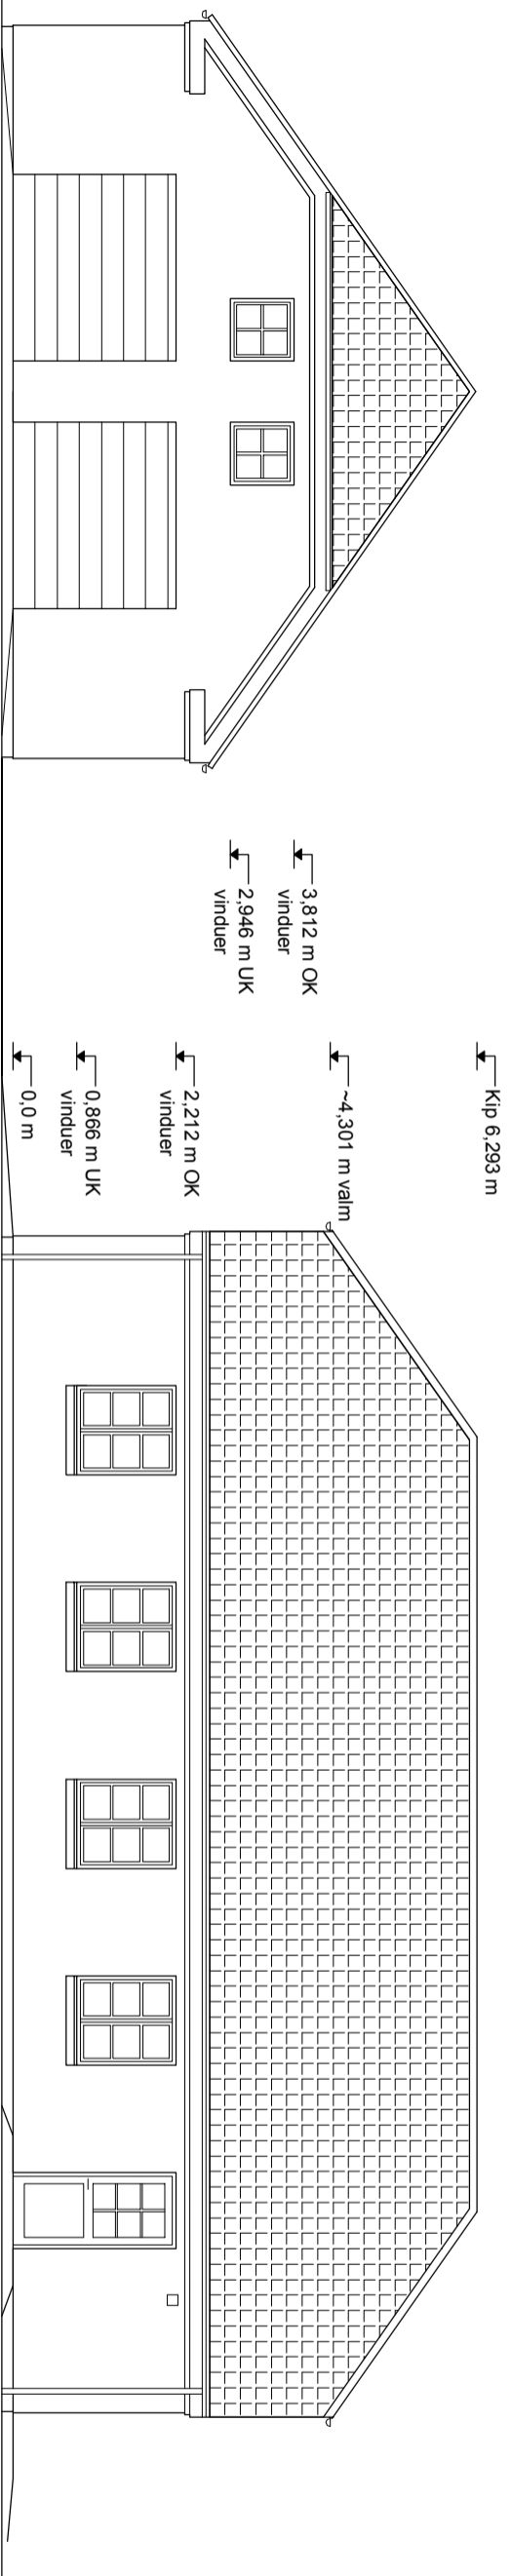 Kip 6,293 m
~4,301 m valm
3,812 m OK
vinduer
2,946 m UK
vinduer
2,212 m OK
vinduer
0,866 m UK
vinduer
0,0 m